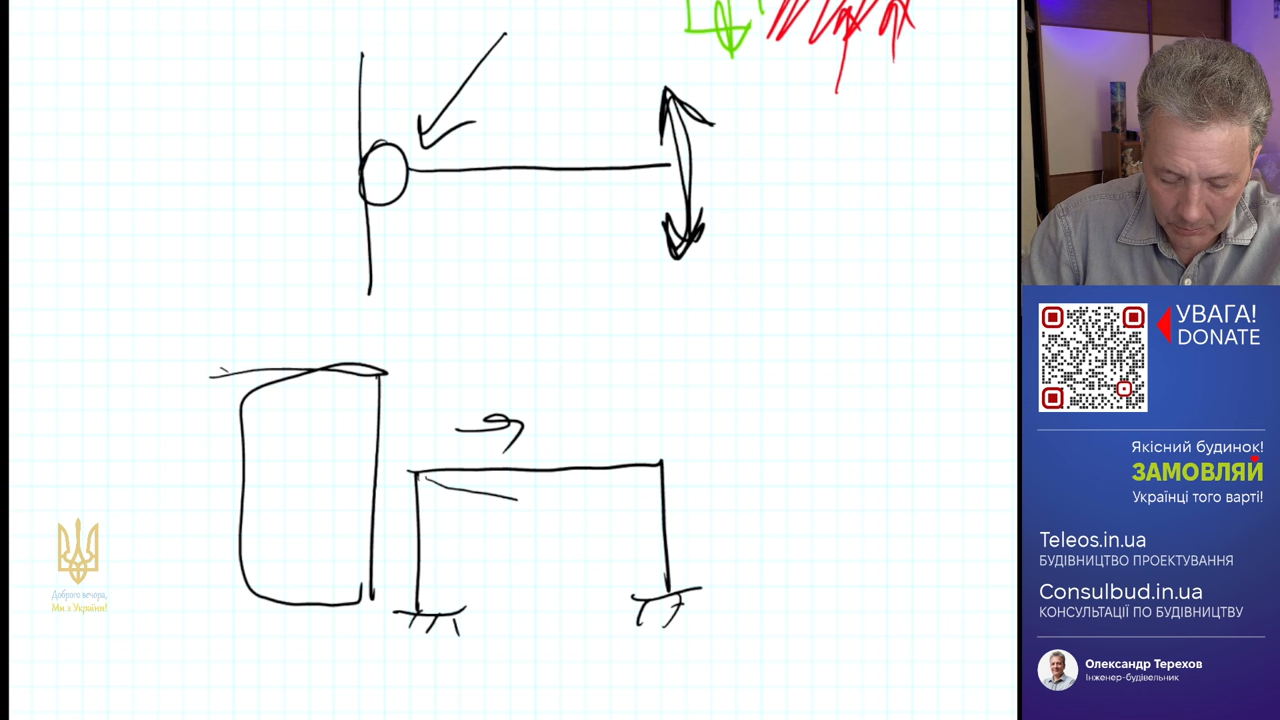 УВАГА!
DONATE
Якісний будинок!
ЗАМОВЛЯЙ
Українці того варті!
Teleos.in.ua
БУДІВНИЦТВО ПРОЕКТУВАННЯ
Consulbud.in.ua
КОНСУЛЬТАЦІЇ ПО БУДІВНИЦТВУ
Олександр Терехов
Інженер-будівельник
Доброго вечора,
Ми з України!